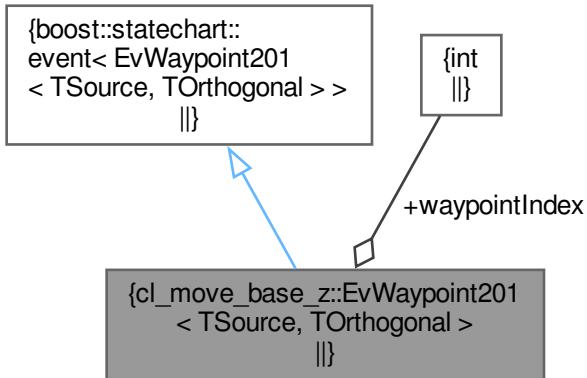 {boost::statechart::
event< EvWaypoint201
< TSource, TOrthogonal > >
||}
{int
||}
+waypointIndex
{cl_move_base_z::EvWaypoint201
< TSource, TOrthogonal >
||}